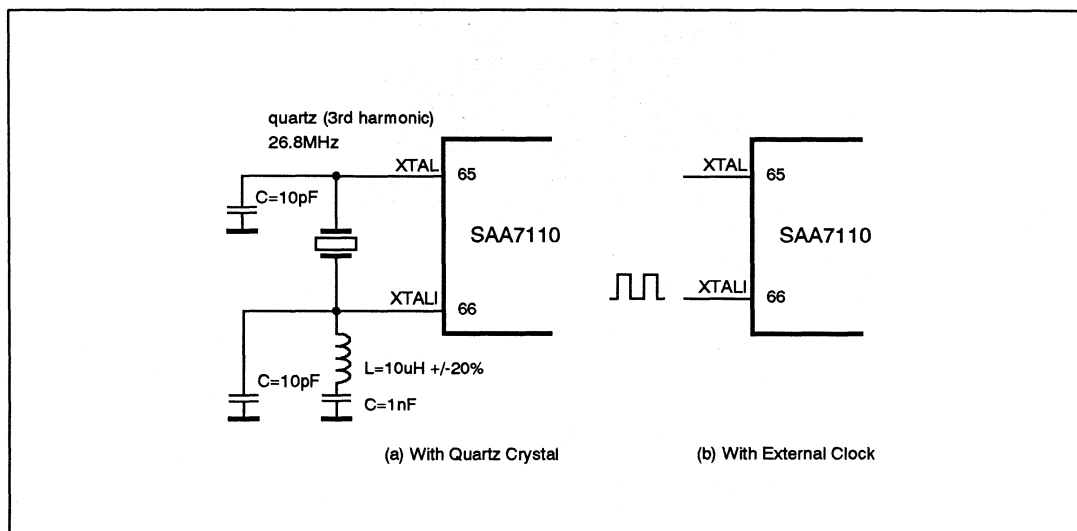 quartz (3rd harmonic)
26.8MHz
XTAL
65
C=10pF
SAA7110
XTALI
66
L=10uH +/-20%
C=10pF
C=1nF
(a) With Quartz Crystal
XTAL
65
SAA7110
XTALI
66
(b) With External Clock